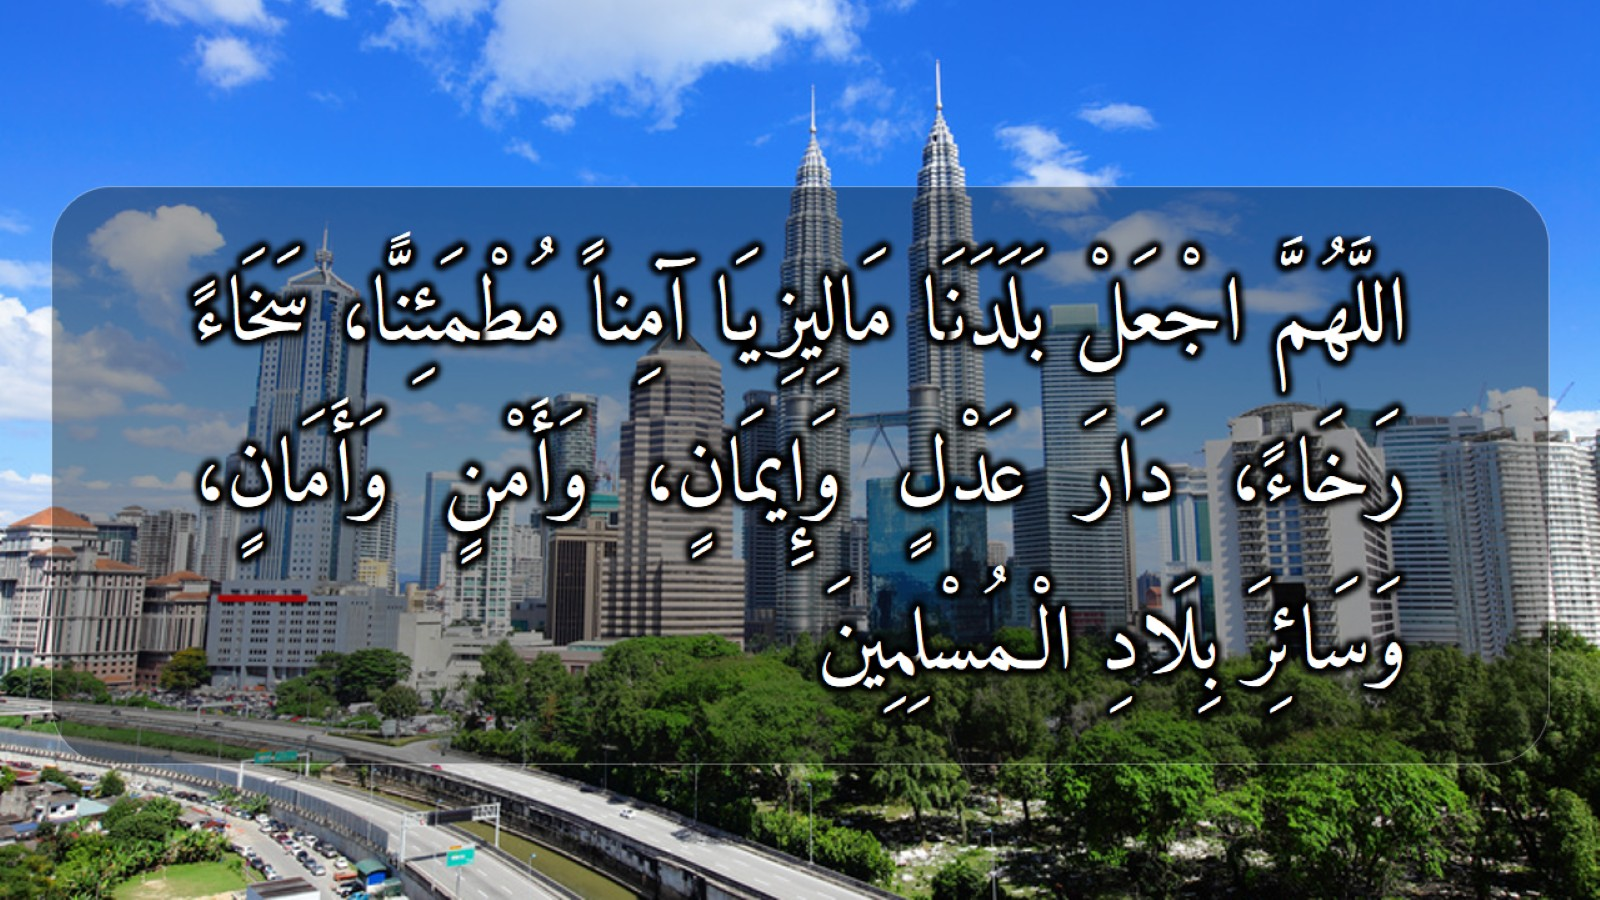 اللَّهُمَّ اجْعَلْ بَلَدَنَا مَالِيزِيَا آمِناً مُطْمَئِنًّا، سَخَاءً
رَخَاءً، دَارَ عَدْلٍ وَإِيمَانٍ، وَأَمْنٍ وَأَمَانٍ،
وَسَائِرَ بِلَادِ الْمُسْلِمِينَ